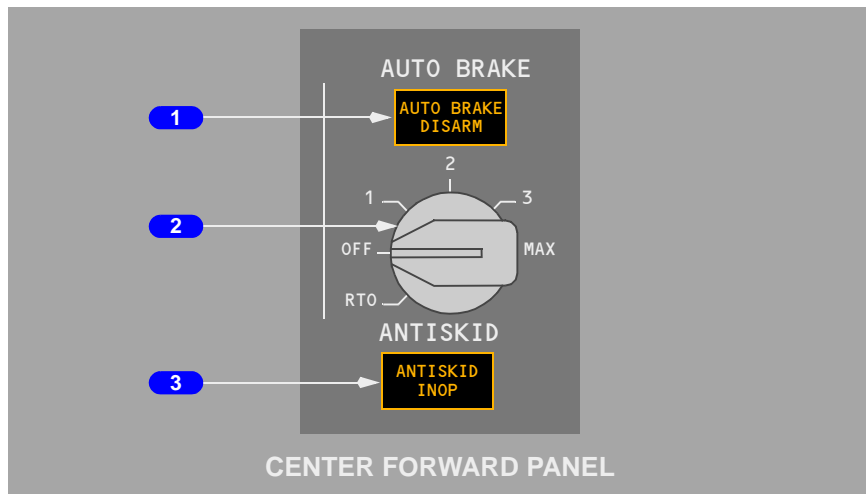 AUTO BRAKE
1
AUTO BRAKE
DISARM
2
1
3
2
OFF
MAX
RTO
ANTISKID
3
ANTISKID
INOP
CENTER FORWARD PANEL